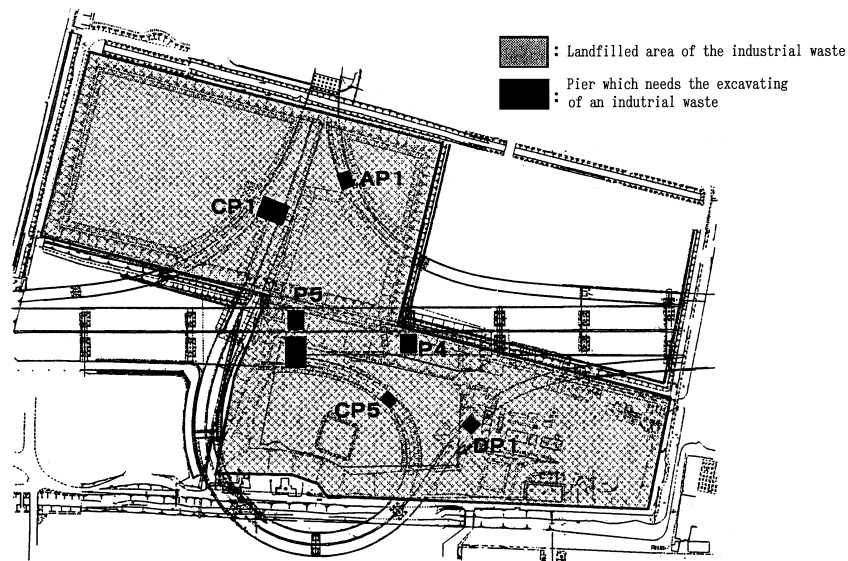 : Landfilled area of the industrial waste
: Pier which needs the excavating
of an indutrial waste
AP1
CP1
P5
P4
CP5
DP1